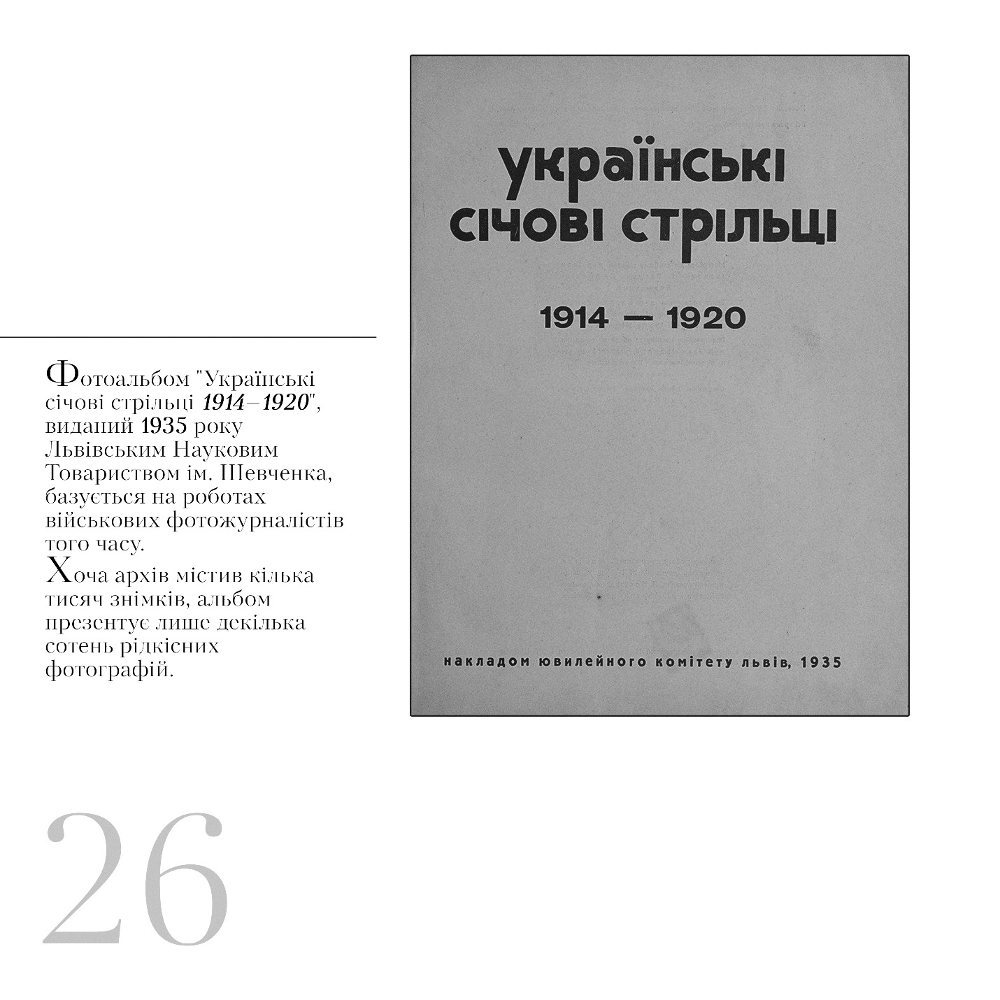 українські
січові стрільці
1914 — 1920
накладом ювилейного комітету львів, 1935
Фотоальбом "Українські
січові стрільці 1914–1920",
виданий 1935 року
Львівським Науковим
Товариством ім. Шевченка,
базується на роботах
військових фотожурналістів
того часу.
Хоча архів містив кілька
тисяч знімків, альбом
презентує лише декілька
сотень рідкісних
фотографій.
26